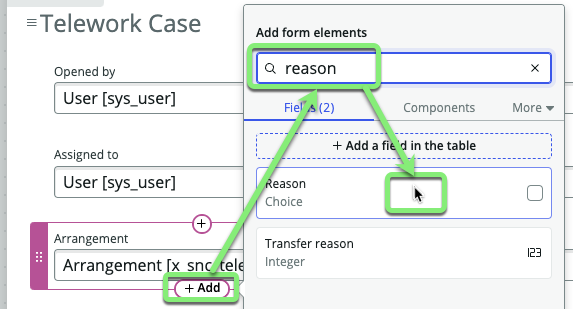 Telework Case
Add form elements
reason
Opened by
User [sys_user]
Fields (2)
Components
More
+ Add a field in the table
Assigned to
User [sys_user]
Reason
Choice
Arrangement
Arrangement [x_snc_tele
Transfer reason
Integer
123
+ Add